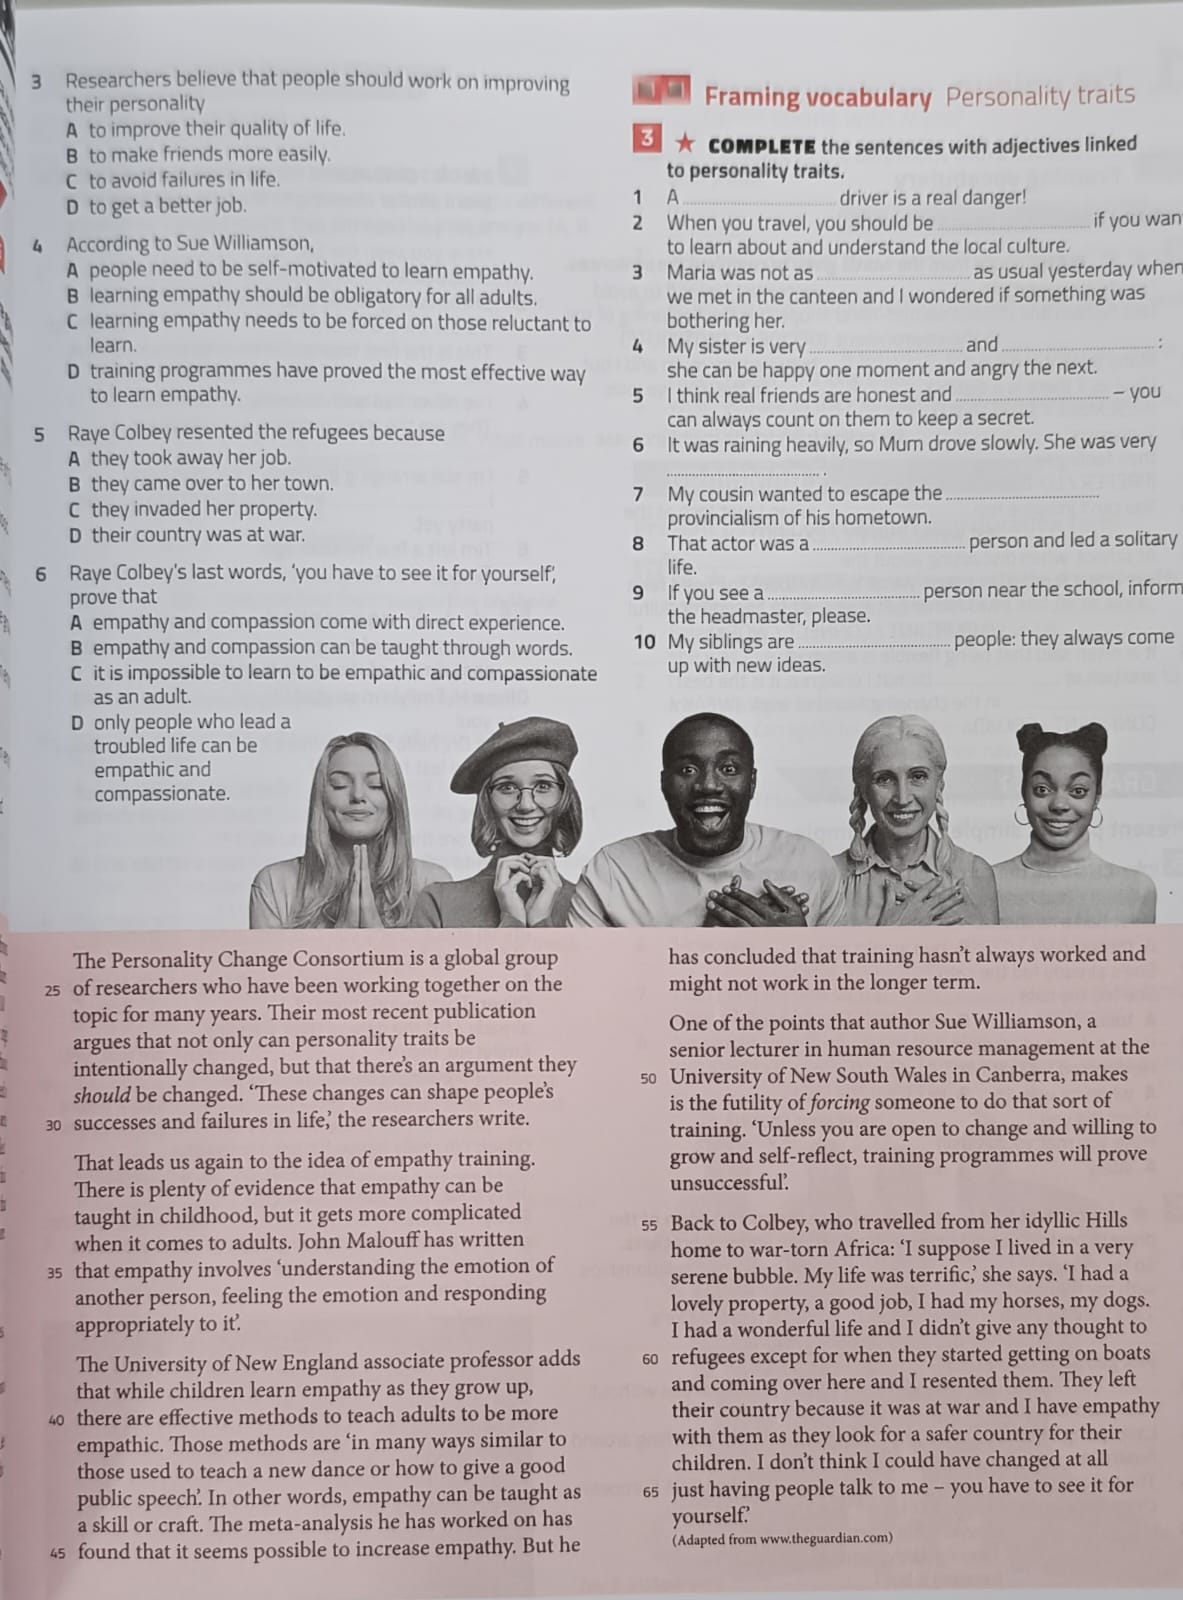 3 Researchers believe that people should work on improving
their personality
A to improve their quality of life.
B to make friends more easily.
C to avoid failures in life.
D to get a better job.
4 According to Sue Williamson,
A people need to be self-motivated to learn empathy.
B learning empathy should be obligatory for all adults.
C learning empathy needs to be forced on those reluctant to
learn.
D training programmes have proved the most effective way
to learn empathy.
5 Raye Colbey resented the refugees because
A they took away her job.
B they came over to her town.
C they invaded her property.
D their country was at war.
6 Raye Colbey's last words, 'you have to see it for yourself',
prove that
A empathy and compassion come with direct experience.
B empathy and compassion can be taught through words.
C it is impossible to learn to be empathic and compassionate
as an adult.
D only people who lead a
troubled life can be
empathic and
compassionate.
Framing vocabulary Personality traits
3 ★ COMPLETE the sentences with adjectives linked
to personality traits.
1 A ........................ driver is a real danger!
2 When you travel, you should be ........................ if you wan
to learn about and understand the local culture.
3 Maria was not as ........................ as usual yesterday when
we met in the canteen and I wondered if something was
bothering her.
4 My sister is very ........................ and ........................ :
she can be happy one moment and angry the next.
5 I think real friends are honest and ........................ – you
can always count on them to keep a secret.
6 It was raining heavily, so Mum drove slowly. She was very
........................ .
7 My cousin wanted to escape the ........................
provincialism of his hometown.
8 That actor was a ........................ person and led a solitary
life.
9 If you see a ........................ person near the school, inform
the headmaster, please.
10 My siblings are ........................ people: they always come
up with new ideas.
The Personality Change Consortium is a global group
25 of researchers who have been working together on the
topic for many years. Their most recent publication
argues that not only can personality traits be
intentionally changed, but that there's an argument they
should be changed. 'These changes can shape people's
30 successes and failures in life,' the researchers write.
That leads us again to the idea of empathy training.
There is plenty of evidence that empathy can be
taught in childhood, but it gets more complicated
when it comes to adults. John Malouff has written
35 that empathy involves 'understanding the emotion of
another person, feeling the emotion and responding
appropriately to it'.
The University of New England associate professor adds
that while children learn empathy as they grow up,
40 there are effective methods to teach adults to be more
empathic. Those methods are 'in many ways similar to
those used to teach a new dance or how to give a good
public speech'. In other words, empathy can be taught as
a skill or craft. The meta-analysis he has worked on has
45 found that it seems possible to increase empathy. But he
has concluded that training hasn't always worked and
might not work in the longer term.
One of the points that author Sue Williamson, a
senior lecturer in human resource management at the
50 University of New South Wales in Canberra, makes
is the futility of forcing someone to do that sort of
training. 'Unless you are open to change and willing to
grow and self-reflect, training programmes will prove
unsuccessful'.
55 Back to Colbey, who travelled from her idyllic Hills
home to war-torn Africa: 'I suppose I lived in a very
serene bubble. My life was terrific,' she says. 'I had a
lovely property, a good job, I had my horses, my dogs.
I had a wonderful life and I didn't give any thought to
60 refugees except for when they started getting on boats
and coming over here and I resented them. They left
their country because it was at war and I have empathy
with them as they look for a safer country for their
children. I don't think I could have changed at all
65 just having people talk to me – you have to see it for
yourself.'
(Adapted from www.theguardian.com)